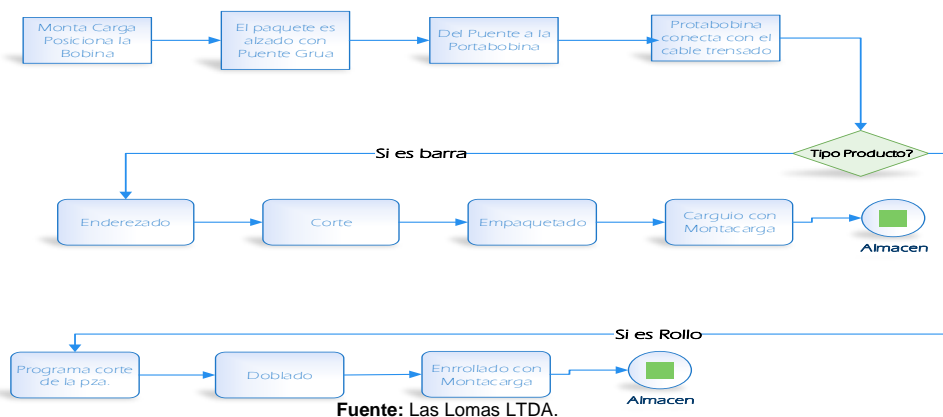 Monta Carga
Posiciona la
Bobina
El paquete es
alzado con
Puente Grua
Del Puente a la
Portabobina
Protabobina
conecta con el
cable trensado
Tipo Producto?
Si es barra
Enderezado
Corte
Empaquetado
Carguio con
Montacarga
Almacen
Si es Rollo
Programa corte
de la pza.
Doblado
Enrrollado con
Montacarga
Almacen
Fuente: Las Lomas LTDA.